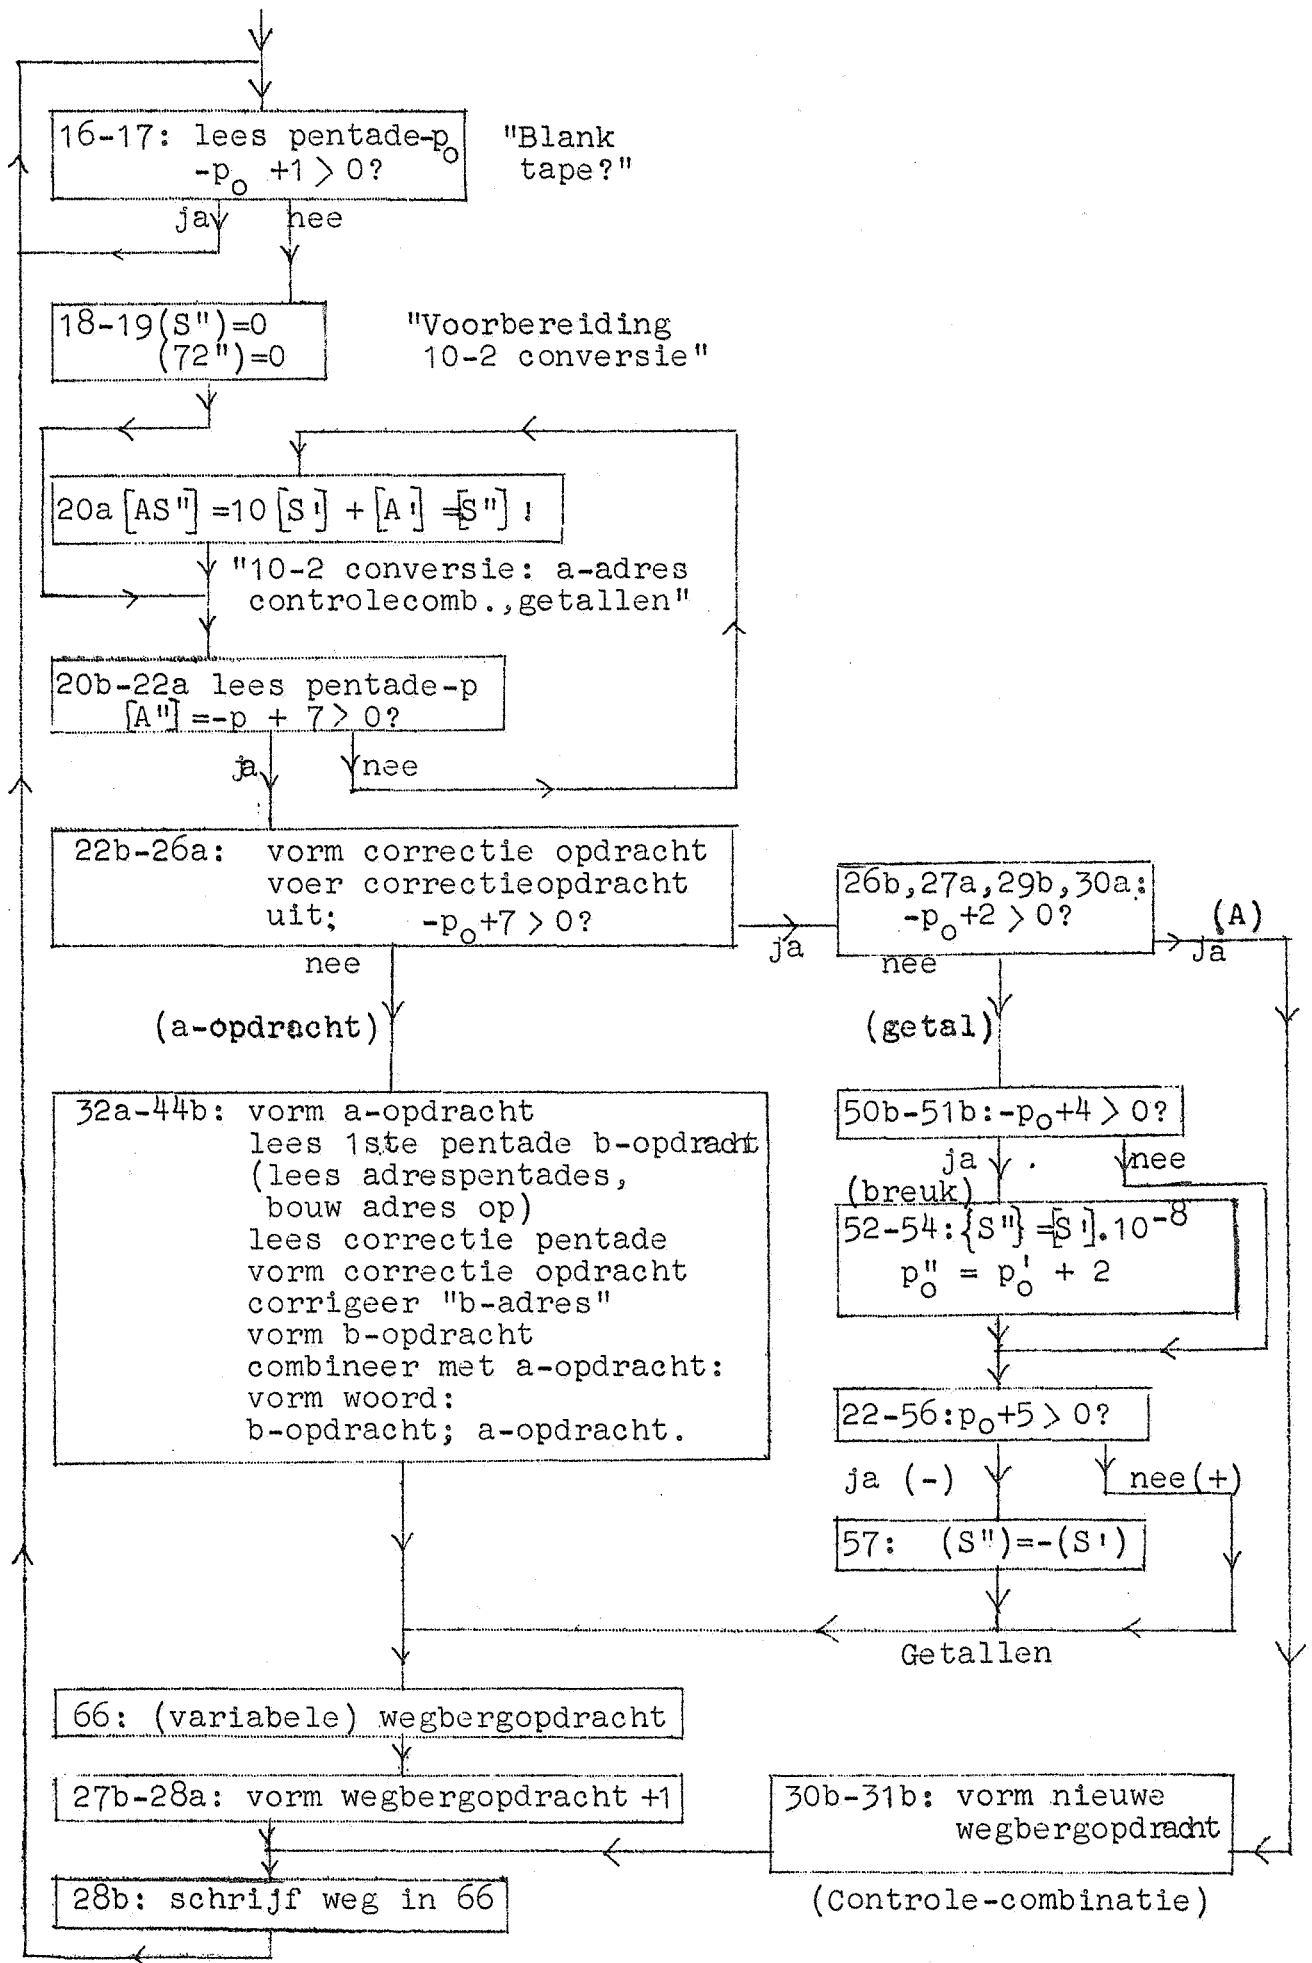 16-17: lees pentade-p₀
-p₀ +1 > 0?
"Blank
tape?"
ja
nee
18-19(S")=0
(72")=0
"Voorbereiding
10-2 conversie"
20a [AS"] =10 [S'] + [A'] =[S"] !
"10-2 conversie: a-adres
controlecomb.,getallen"
20b-22a lees pentade-p
[A"] =-p + 7 > 0?
ja
nee
22b-26a: vorm correctie opdracht
voer correctieopdracht
uit; -p₀+7 > 0?
ja
nee
26b,27a,29b,30a:
-p₀+2 > 0?
(A)
ja
nee
(a-opdracht)
(getal)
32a-44b: vorm a-opdracht
lees 1ste pentade b-opdracht
(lees adrespentades,
bouw adres op)
lees correctie pentade
vorm correctie opdracht
corrigeer "b-adres"
vorm b-opdracht
combineer met a-opdracht:
vorm woord:
b-opdracht; a-opdracht.
50b-51b:-p₀+4 > 0?
ja
nee
(breuk)
52-54:{S"} =[S'].10⁻⁸
p₀" = p₀' + 2
22-56:p₀+5 > 0?
ja (-)
nee(+)
57: (S")=-(S')
Getallen
66: (variabele) wegbergopdracht
27b-28a: vorm wegbergopdracht +1
30b-31b: vorm nieuwe
wegbergopdracht
(Controle-combinatie)
28b: schrijf weg in 66